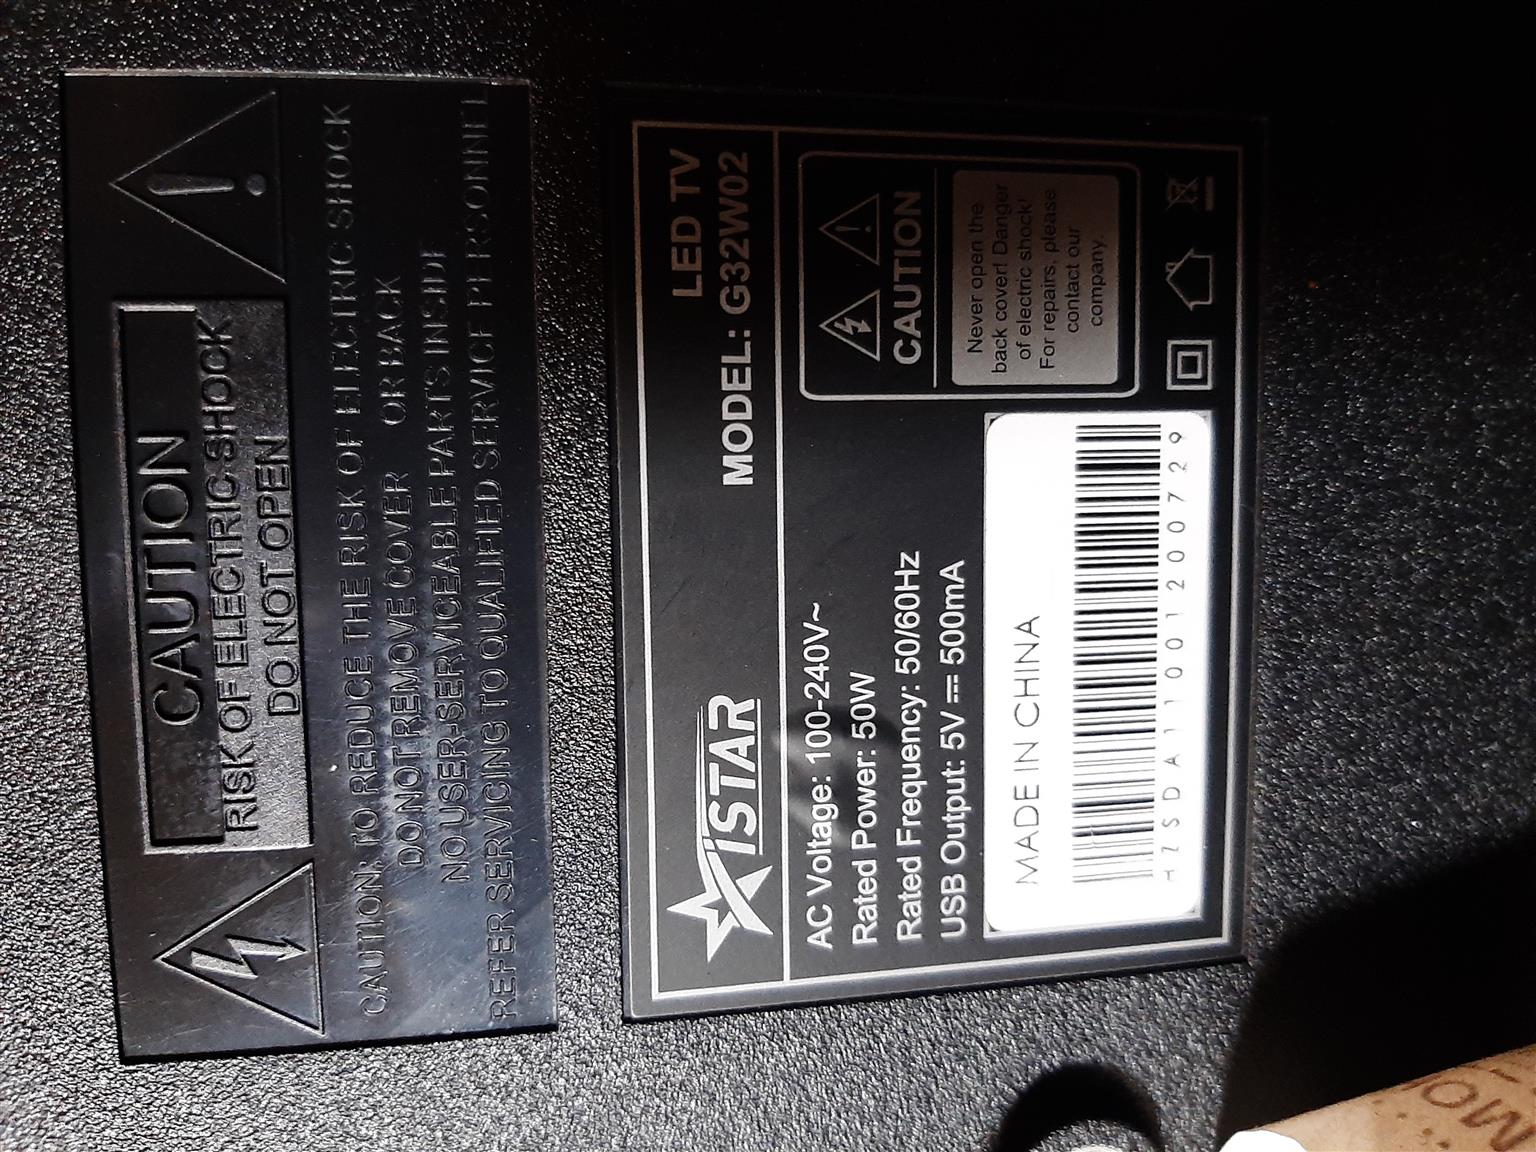 CAUTION
RISK OF ELECTRIC SHOCK
DO NOT OPEN
CAUTION: TO REDUCE THE RISK OF ELECTRIC SHOCK
DO NOT REMOVE COVER OR BACK
NO USER-SERVICEABLE PARTS INSIDE
REFER SERVICING TO QUALIFIED SERVICE PERSONNEL
ISTAR
LED TV
MODEL: G32W02
AC Voltage: 100-240V~
Rated Power: 50W
Rated Frequency: 50/60Hz
USB Output: 5V⎓500mA
CAUTION
Never open the
back cover! Danger
of electric shock!
For repairs, please
contact our
company.
MADE IN CHINA
HZSDA11001200729